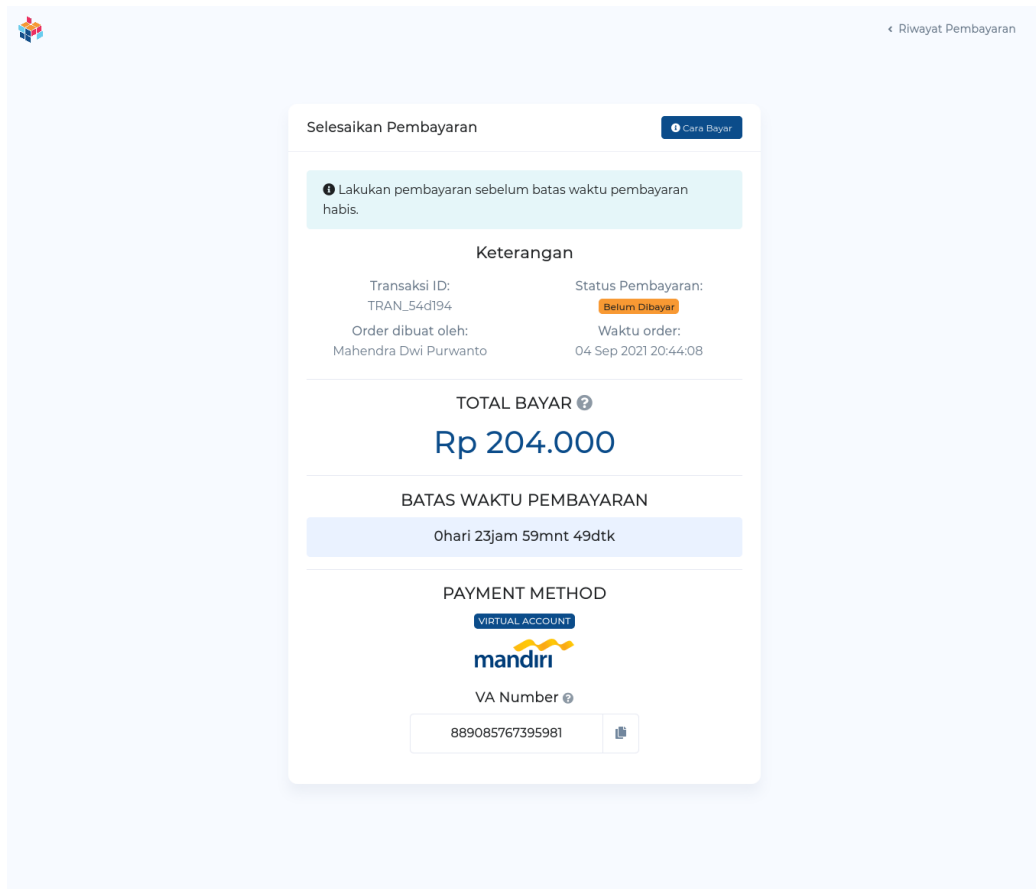 Riwayat Pembayaran
Selesaikan Pembayaran
Cara Bayar
Lakukan pembayaran sebelum batas waktu pembayaran
habis.
Keterangan
Transaksi ID:
TRAN_54d194
Status Pembayaran:
Belum Dibayar
Order dibuat oleh:
Mahendra Dwi Purwanto
Waktu order:
04 Sep 2021 20:44:08
TOTAL BAYAR
Rp 204.000
BATAS WAKTU PEMBAYARAN
0hari 23jam 59mnt 49dtk
PAYMENT METHOD
VIRTUAL ACCOUNT
mandiri
VA Number
889085767395981